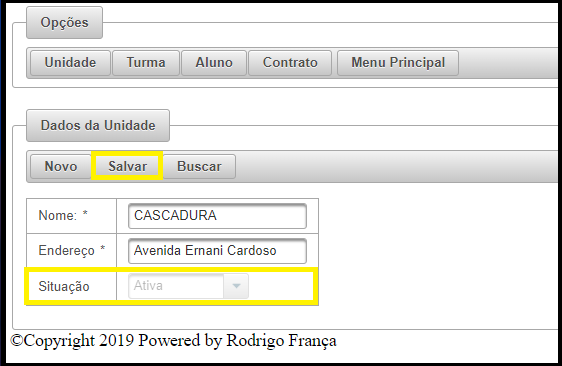 Opções
Unidade Turma Aluno Contrato Menu Principal
Dados da Unidade
Novo Salvar Buscar
Nome: * CASCADURA
Endereço * Avenida Ernani Cardoso
Situação Ativa
©Copyright 2019 Powered by Rodrigo França